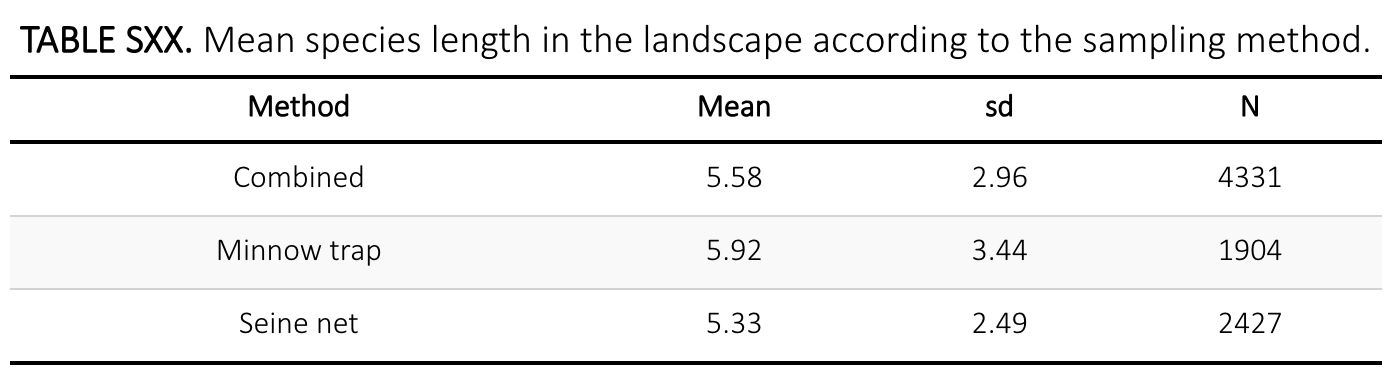 TABLE SXX. Mean species length in the landscape according to the sampling method.
Method Mean sd N
Combined 5.58 2.96 4331
Minnow trap 5.92 3.44 1904
Seine net 5.33 2.49 2427